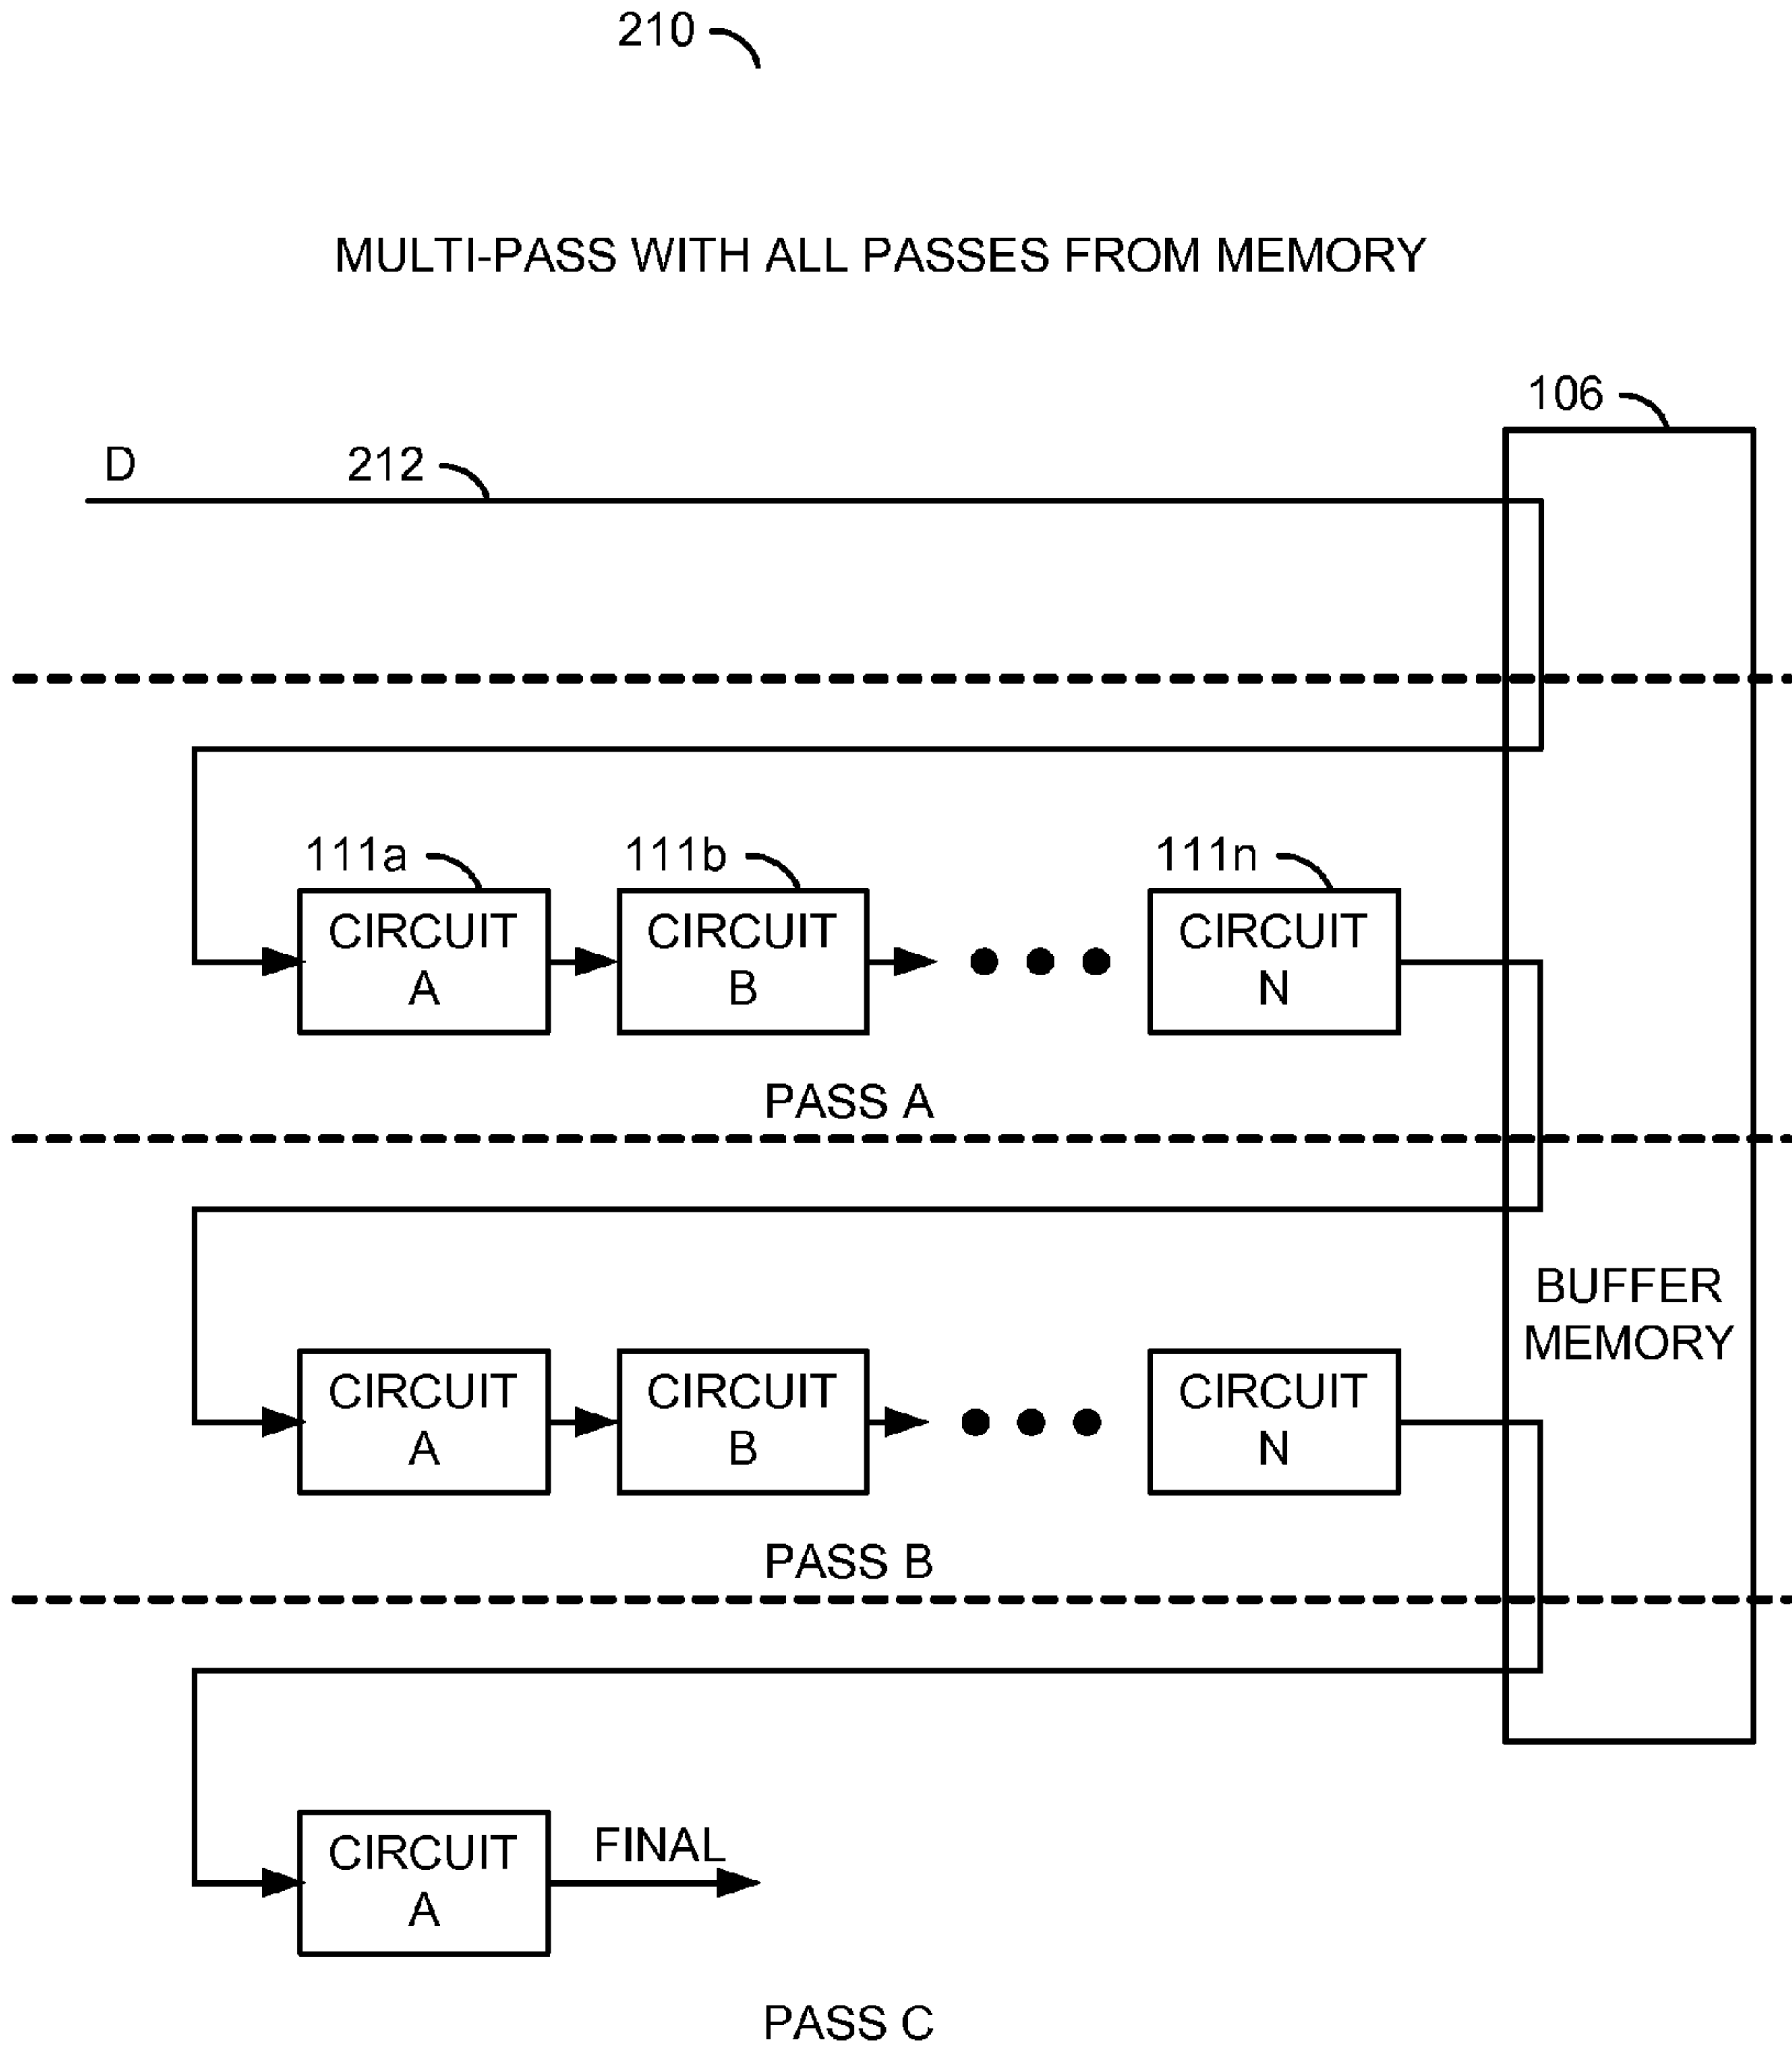 210
MULTI-PASS WITH ALL PASSES FROM MEMORY
106
D
212
111a
111b
111n
CIRCUIT
A
CIRCUIT
B
CIRCUIT
N
PASS A
BUFFER
MEMORY
CIRCUIT
A
CIRCUIT
B
CIRCUIT
N
PASS B
CIRCUIT
A
FINAL
PASS C